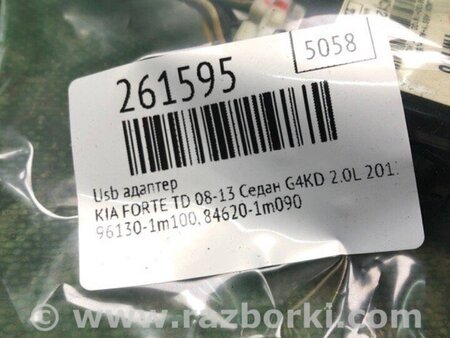 5058
261595
Usb адаптер
KIA FORTE TD 08-13 Седан G4KD 2.0L 201
96130-1m100, 84620-1m090
© www.razborki.com